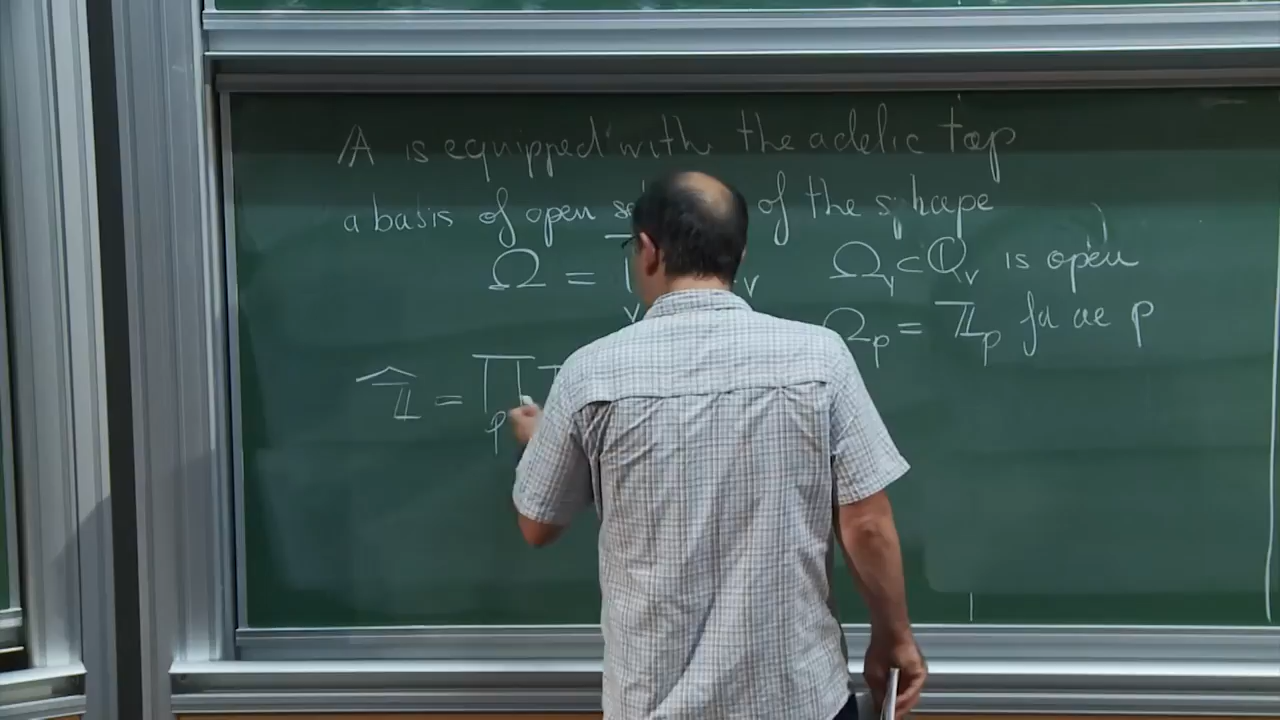 𝔸 is equipped with the adelic top
a basis of open of the shape
Ω = v Ω_v ⊂ ℚ_v is open
Ω_p = ℤ_p for ae p
ẑ = ∏_p